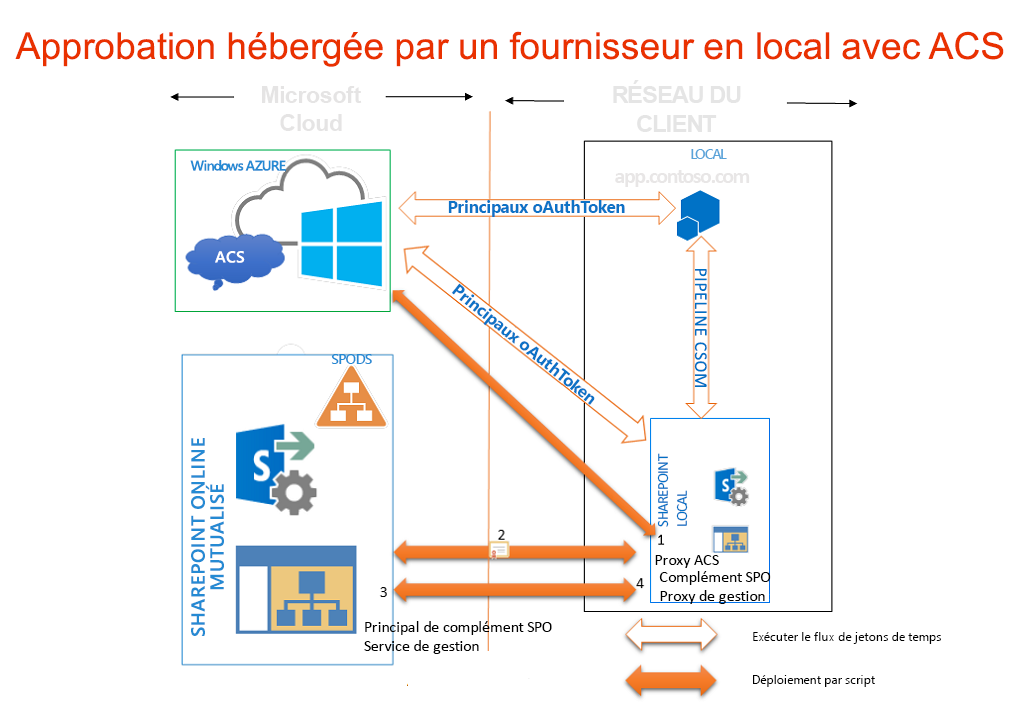 Approbation hébergée par un fournisseur en local avec ACS
Microsoft
Cloud
RÉSEAU DU
CLIENT
Windows AZURE
ACS
LOCAL
app.contoso.com
Principaux oAuthToken
Principaux oAuthToken
PIPELINE CSOM
SPODS
SHAREPOINT ONLINE
MUTUALISÉ
SHAREPOINT
LOCAL
2
1
Proxy ACS
Complément SPO
Proxy de gestion
3
4
Principal de complément SPO
Service de gestion
Exécuter le flux de jetons de temps
Déploiement par script